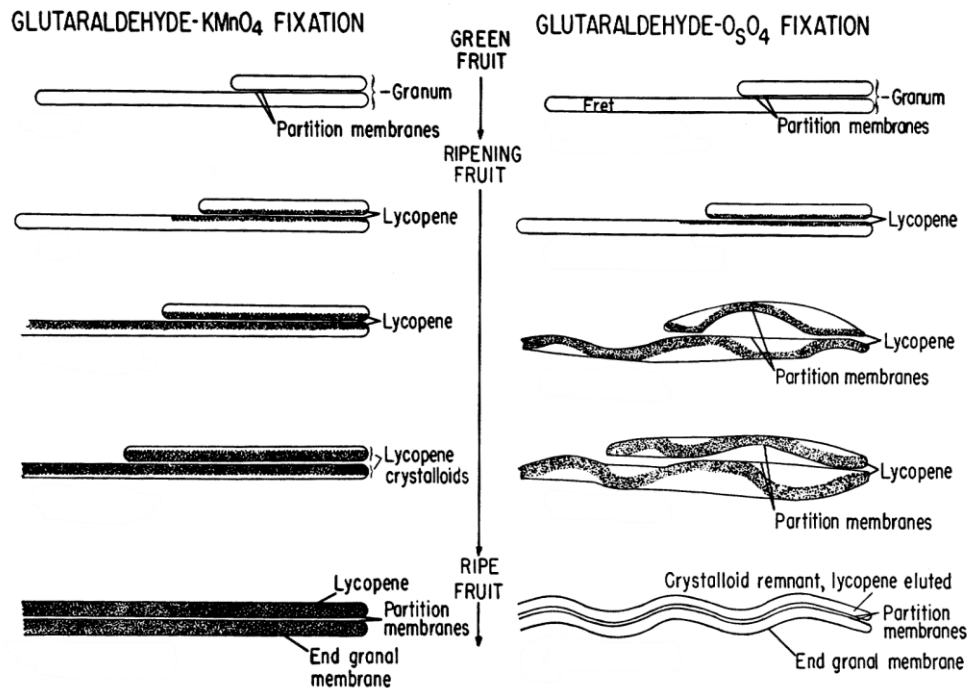 GLUTARALDEHYDE-KMnO4 FIXATION
GREEN
FRUIT
GLUTARALDEHYDE-OSO4 FIXATION
Granum
Partition membranes
Fret
Granum
Partition membranes
RIPENING
FRUIT
Lycopene
Lycopene
Lycopene
Lycopene
Partition membranes
Lycopene
crystalloids
Lycopene
Partition membranes
RIPE
FRUIT
Lycopene
Partition
membranes
End granal
membrane
Crystalloid remnant, lycopene eluted
Partition
membranes
End granal membrane